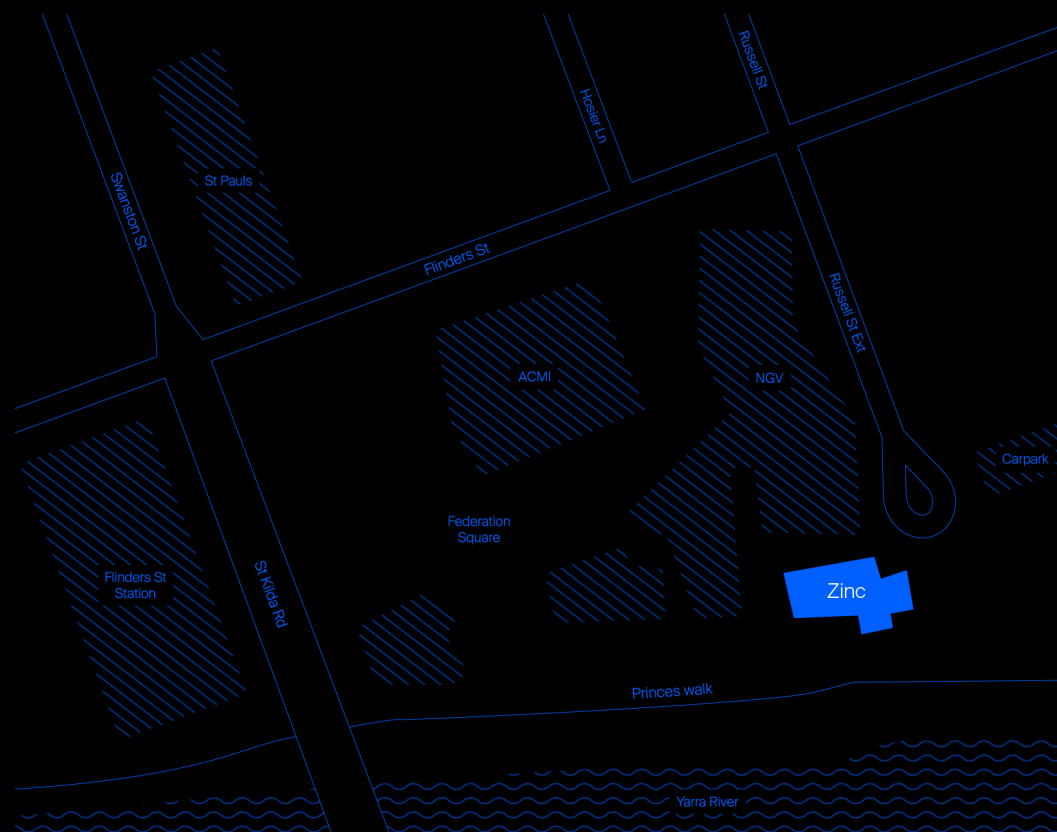 Russell St
Hosier Ln
St Pauls
Swanston St
Flinders St
Russell St Ext
ACMI
NGV
Carpark
Federation
Square
Flinders St
Station
St Kilda Rd
Zinc
Princes walk
Yarra River